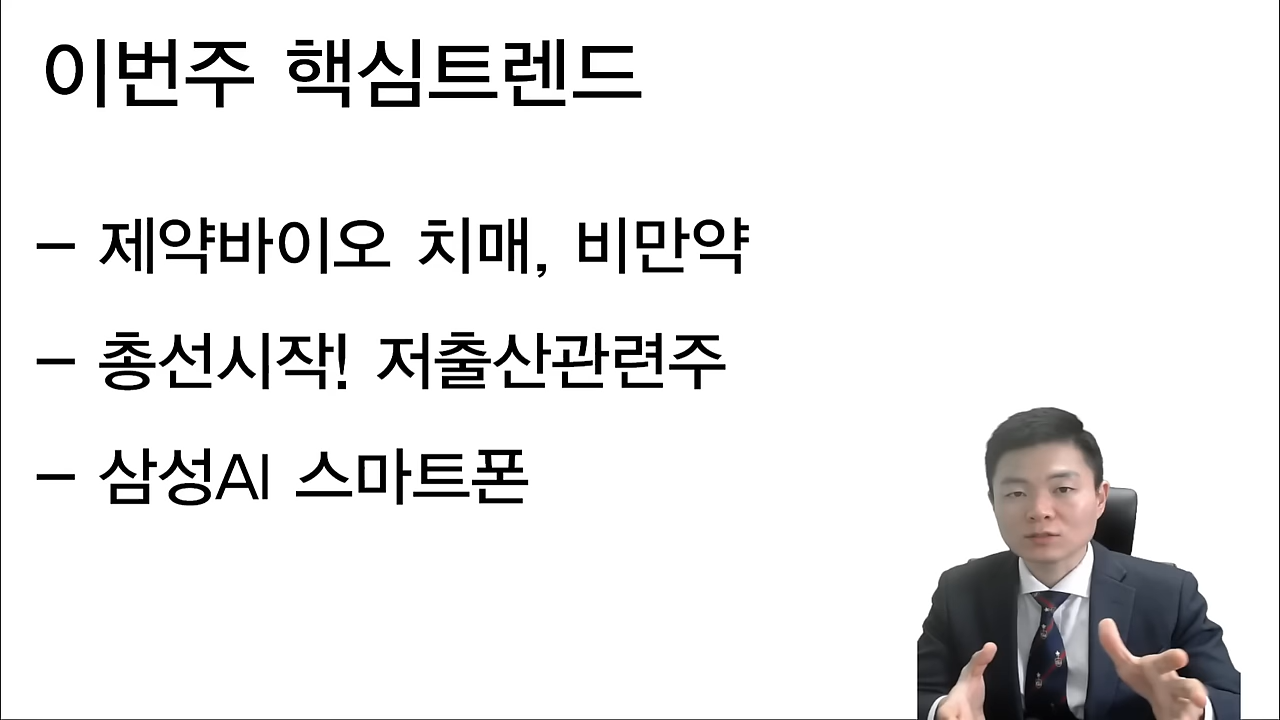 이번주 핵심트렌드
– 제약바이오 치매, 비만약
– 총선시작! 저출산관련주
– 삼성AI 스마트폰